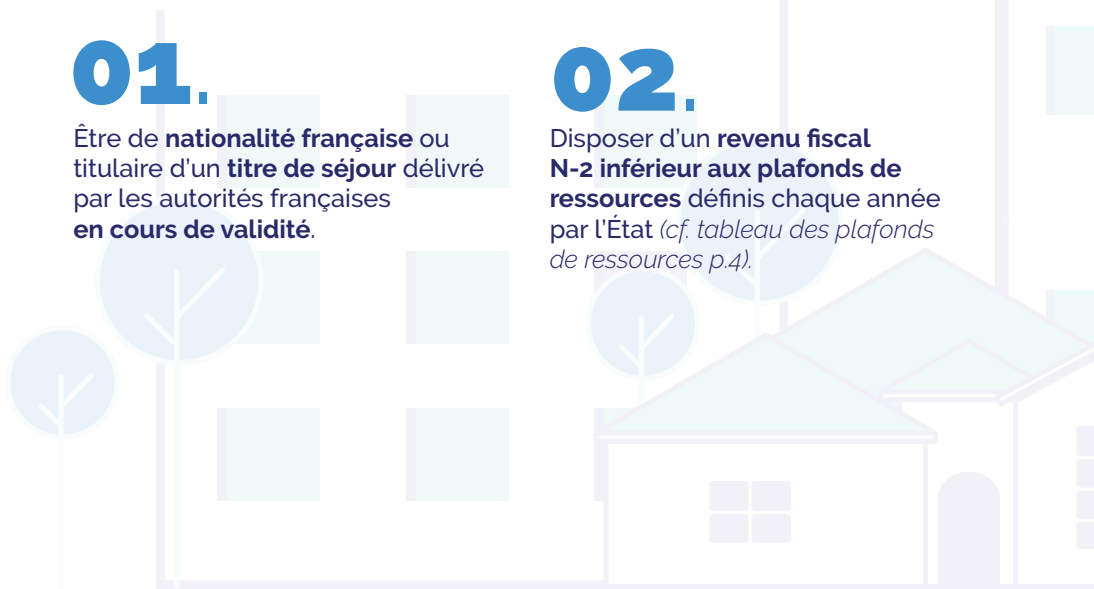 01.
Être de nationalité française ou
titulaire d’un titre de séjour délivré
par les autorités françaises
en cours de validité.
02.
Disposer d’un revenu fiscal
N-2 inférieur aux plafonds de
ressources définis chaque année
par l’État (cf. tableau des plafonds
de ressources p.4).